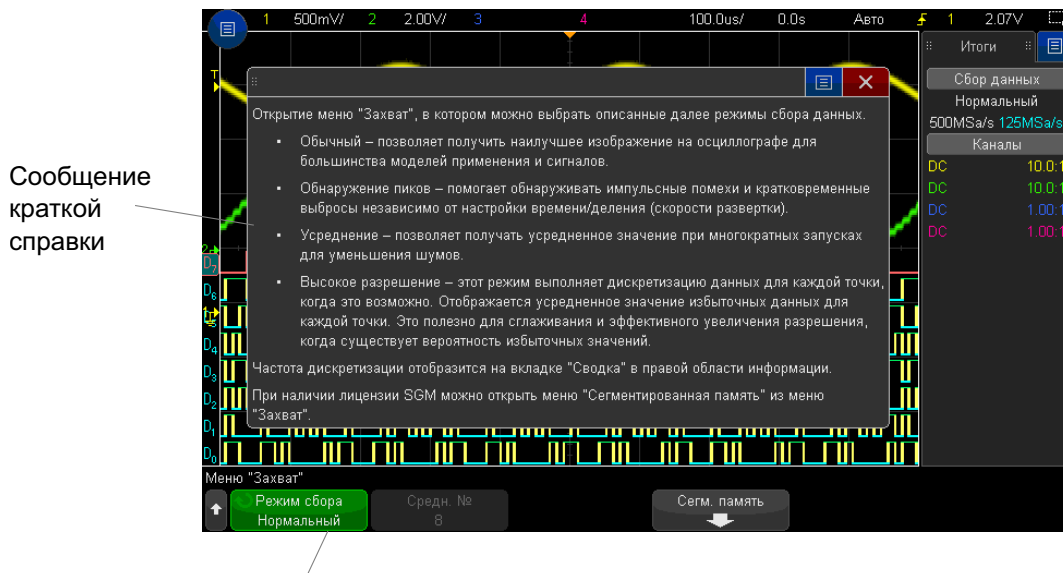 1 500mV/ 2 2.00V/ 3 4 100.0us/ 0.0s Авто 1 2.07V
Итоги
Сбор данных
Нормальный
500MSa/s 125MSa/s
Каналы
DC 10.0:1
DC 10.0:1
DC 1.00:1
DC 1.00:1
Сообщение
краткой
справки
Открытие меню "Захват", в котором можно выбрать описанные далее режимы сбора данных.
• Обычный – позволяет получить наилучшее изображение на осциллографе для
большинства моделей применения и сигналов.
• Обнаружение пиков – помогает обнаруживать импульсные помехи и кратковременные
выбросы независимо от настройки времени/деления (скорости развертки).
• Усреднение – позволяет получать усредненное значение при многократных запусках
для уменьшения шумов.
• Высокое разрешение – этот режим выполняет дискретизацию данных для каждой точки,
когда это возможно. Отображается усредненное значение избыточных данных для
каждой точки. Это полезно для сглаживания и эффективного увеличения разрешения,
когда существует вероятность избыточных значений.
Частота дискретизации отобразится на вкладке "Сводка" в правой области информации.
При наличии лицензии SGM можно открыть меню "Сегментированная память" из меню
"Захват".
T
2
D7
D6
D4
D3
D2
D1
D0
Меню "Захват"
Режим сбора
Нормальный
Средн. №
8
Сегм. память